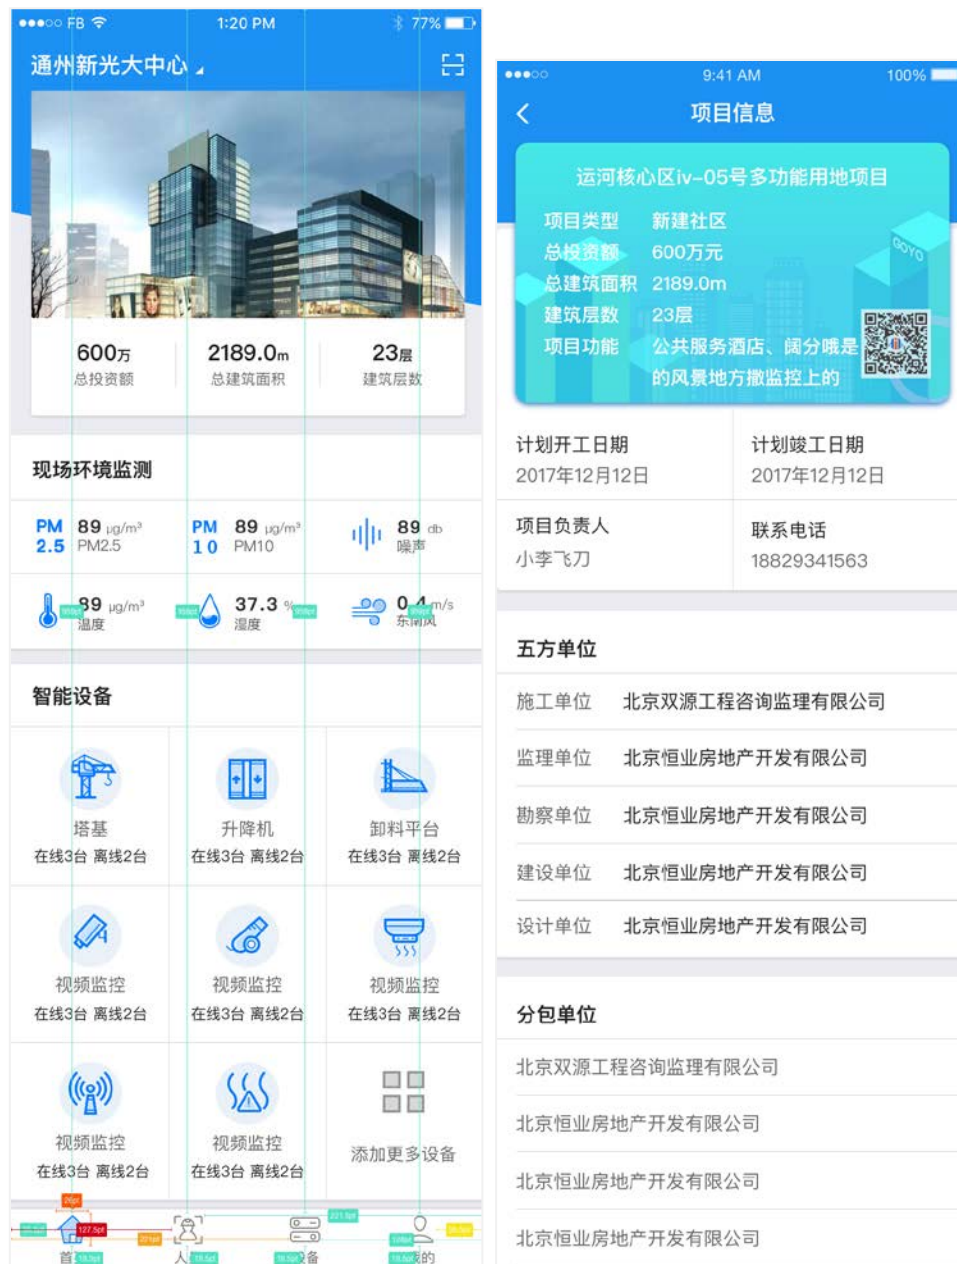 FB
1:20 PM
77%
通州新光大中心
600万
总投资额
2189.0m
总建筑面积
23层
建筑层数
现场环境监测
PM
2.5
89 μg/m³
PM2.5
PM
10
89 μg/m³
PM10
89 db
噪声
89 μg/m³
温度
37.3 %
湿度
0.4 m/s
东南风
智能设备
塔基
在线3台 离线2台
升降机
在线3台 离线2台
卸料平台
在线3台 离线2台
视频监控
在线3台 离线2台
视频监控
在线3台 离线2台
视频监控
在线3台 离线2台
视频监控
在线3台 离线2台
视频监控
在线3台 离线2台
添加更多设备
26pt
127.5pt
221.5pt
首
人
备
我的
9:41 AM
100%
项目信息
运河核心区iv-05号多功能用地项目
项目类型 新建社区
总投资额 600万元
总建筑面积 2189.0m
建筑层数 23层
项目功能 公共服务酒店、阔分哦是
的风景地方撒监控上的
GOYO
计划开工日期
2017年12月12日
计划竣工日期
2017年12月12日
项目负责人
小李飞刀
联系电话
18829341563
五方单位
施工单位 北京双源工程咨询监理有限公司
监理单位 北京恒业房地产开发有限公司
勘察单位 北京恒业房地产开发有限公司
建设单位 北京恒业房地产开发有限公司
设计单位 北京恒业房地产开发有限公司
分包单位
北京双源工程咨询监理有限公司
北京恒业房地产开发有限公司
北京恒业房地产开发有限公司
北京恒业房地产开发有限公司